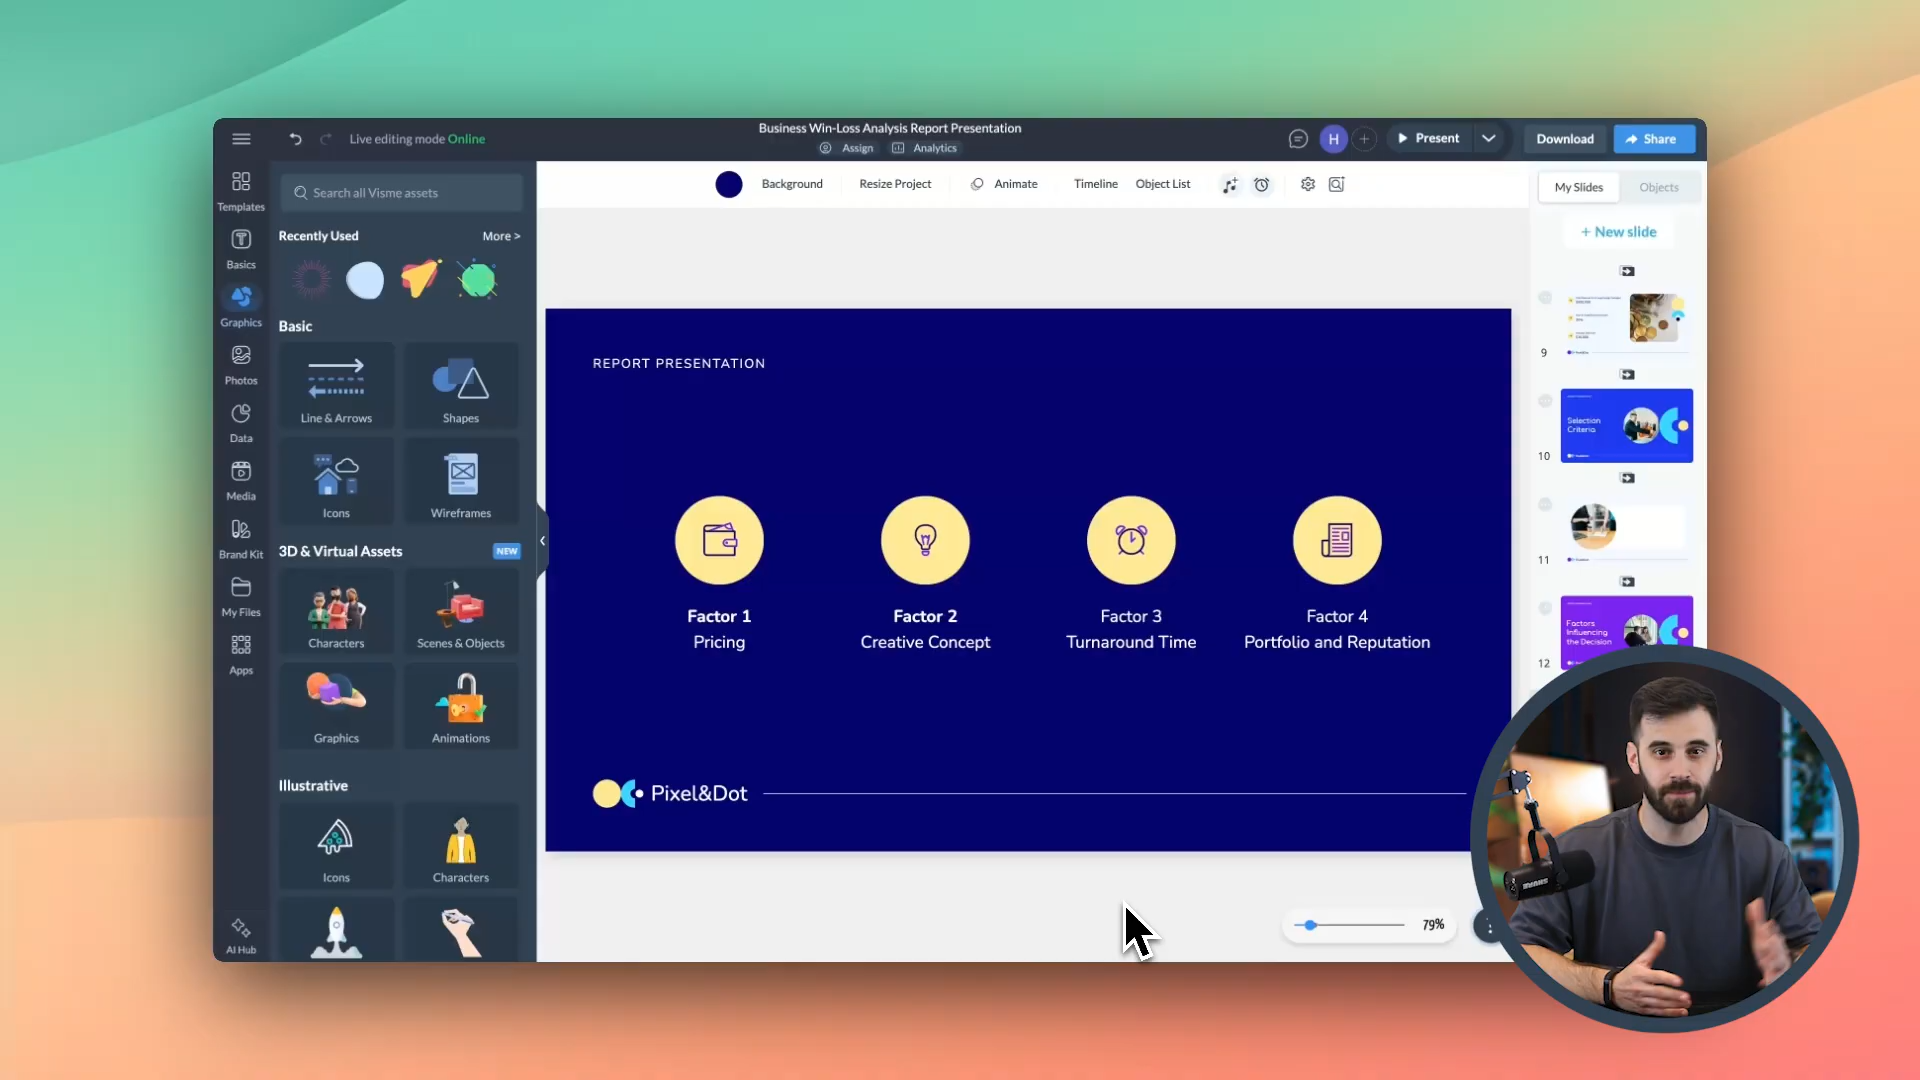 Live editing mode Online
Business Win-Loss Analysis Report Presentation
Assign
Analytics
H
Present
Download
Share
Templates
Basics
Graphics
Photos
Data
Media
Brand Kit
My Files
Apps
AI Hub
Search all Visme assets
Recently Used
More >
Basic
Line & Arrows
Shapes
Icons
Wireframes
3D & Virtual Assets
NEW
Characters
Scenes & Objects
Graphics
Animations
Illustrative
Icons
Characters
Background
Resize Project
Animate
Timeline
Object List
REPORT PRESENTATION
Factor 1
Pricing
Factor 2
Creative Concept
Factor 3
Turnaround Time
Factor 4
Portfolio and Reputation
Pixel&Dot
79%
My Slides
Objects
+ New slide
9
10
Selection
Criteria
11
12
Factors
Influencing
the Decision
SHURE